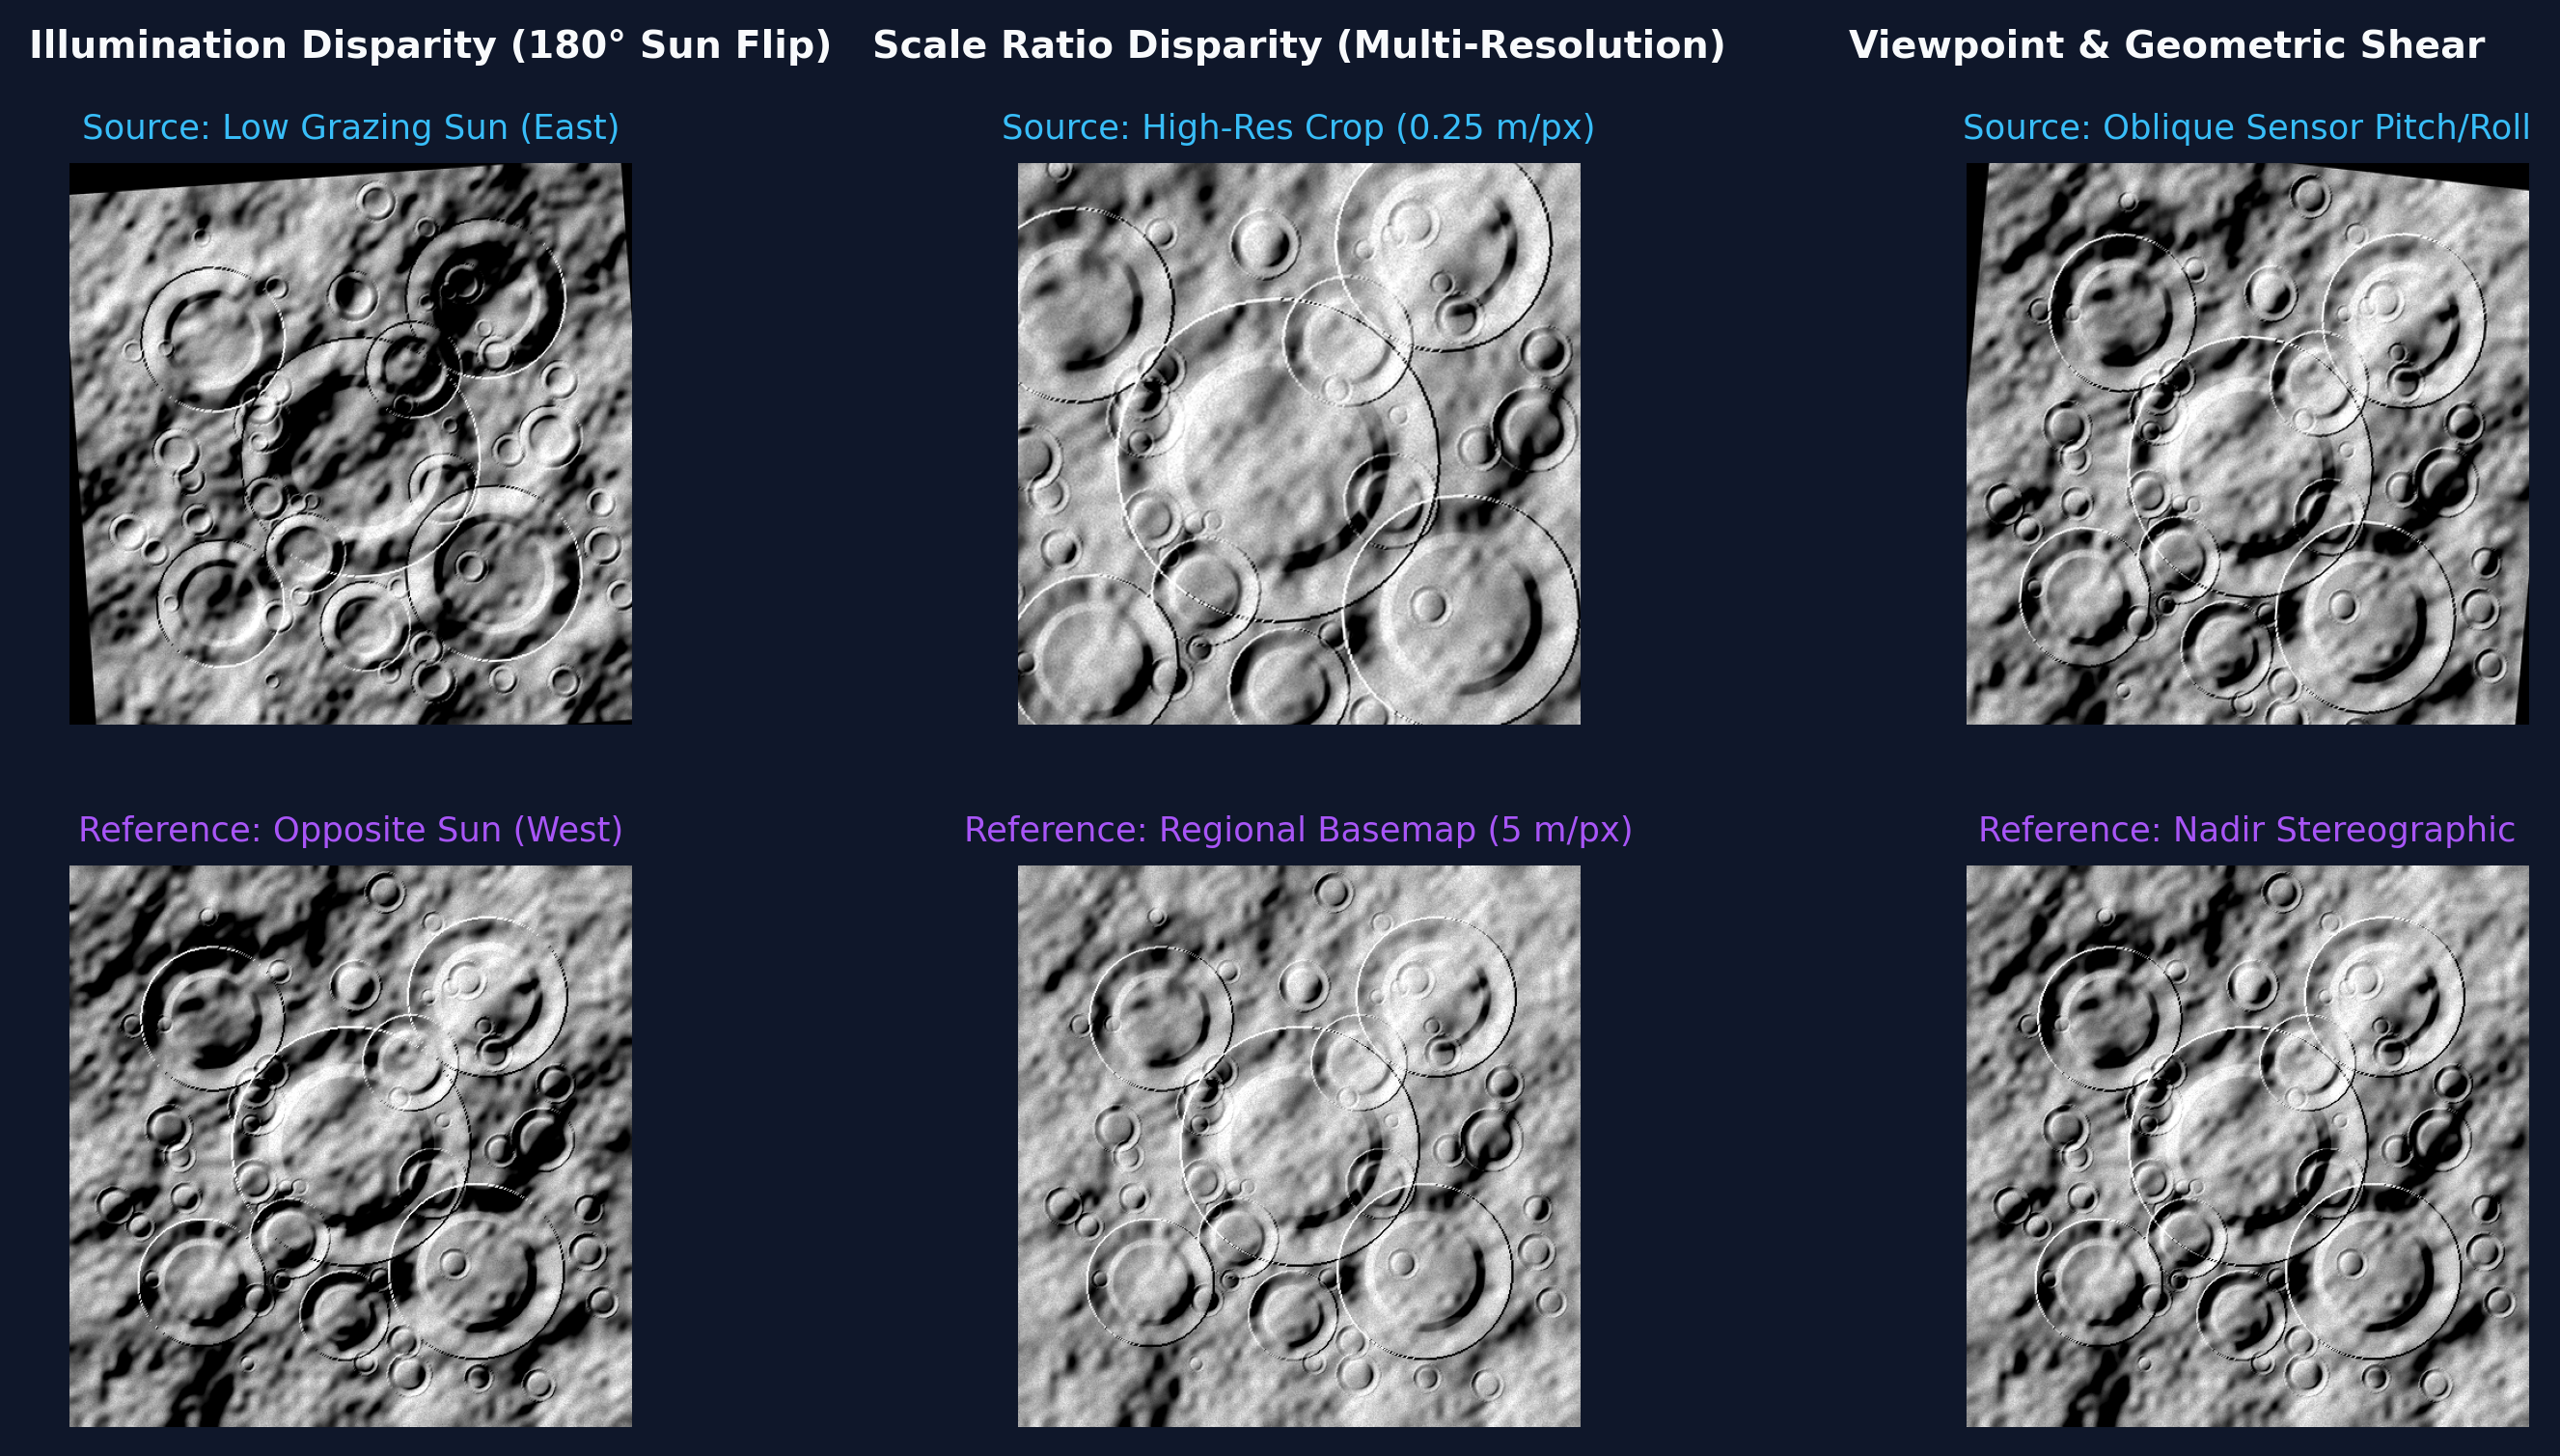 Illumination Disparity (180° Sun Flip)
Scale Ratio Disparity (Multi-Resolution)
Viewpoint & Geometric Shear
Source: Low Grazing Sun (East)
Source: High-Res Crop (0.25 m/px)
Source: Oblique Sensor Pitch/Roll
Reference: Opposite Sun (West)
Reference: Regional Basemap (5 m/px)
Reference: Nadir Stereographic